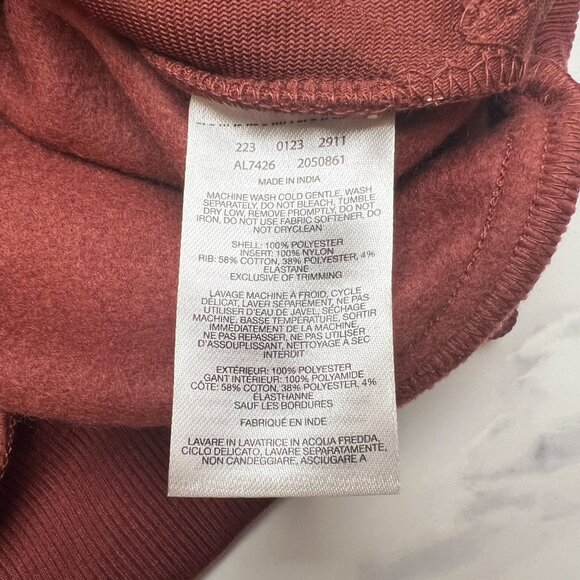 223 0123 2911
AL7426 2050861
MADE IN INDIA
MACHINE WASH COLD GENTLE, WASH
SEPARATELY, DO NOT BLEACH, TUMBLE
DRY LOW, REMOVE PROMPTLY, DO NOT
IRON, DO NOT USE FABRIC SOFTENER, DO NOT
DRYCLEAN
SHELL: 100% POLYESTER
INSERT: 100% NYLON
RIB: 58% COTTON, 38% POLYESTER, 4%
ELASTANE
EXCLUSIVE OF TRIMMING
LAVAGE MACHINE À FROID, CYCLE
DÉLICAT, LAVER SÉPARÉMENT, NE PAS
UTILISER D'EAU DE JAVEL, SÉCHAGE
MACHINE, BASSE TEMPÉRATURE, SORTIR
IMMÉDIATEMENT DE LA MACHINE,
NE PAS REPASSER, N'UTILISER PAS
D'ASSOUPLISSANT, NETTOYAGE À SEC
INTERDIT
EXTÉRIEUR: 100% POLYESTER
GANT INTÉRIEUR: 100% POLYAMIDE
CÔTE: 58% COTON, 38% POLYESTER, 4%
ELASTHANNE
SAUF LES BORDURES
FABRIQUÉ EN INDE
LAVARE IN LAVATRICE IN ACQUA FREDDA,
CICLO DELICATO, LAVARE SEPARATAMENTE,
NON CANDEGGIARE, ASCIUGARE A